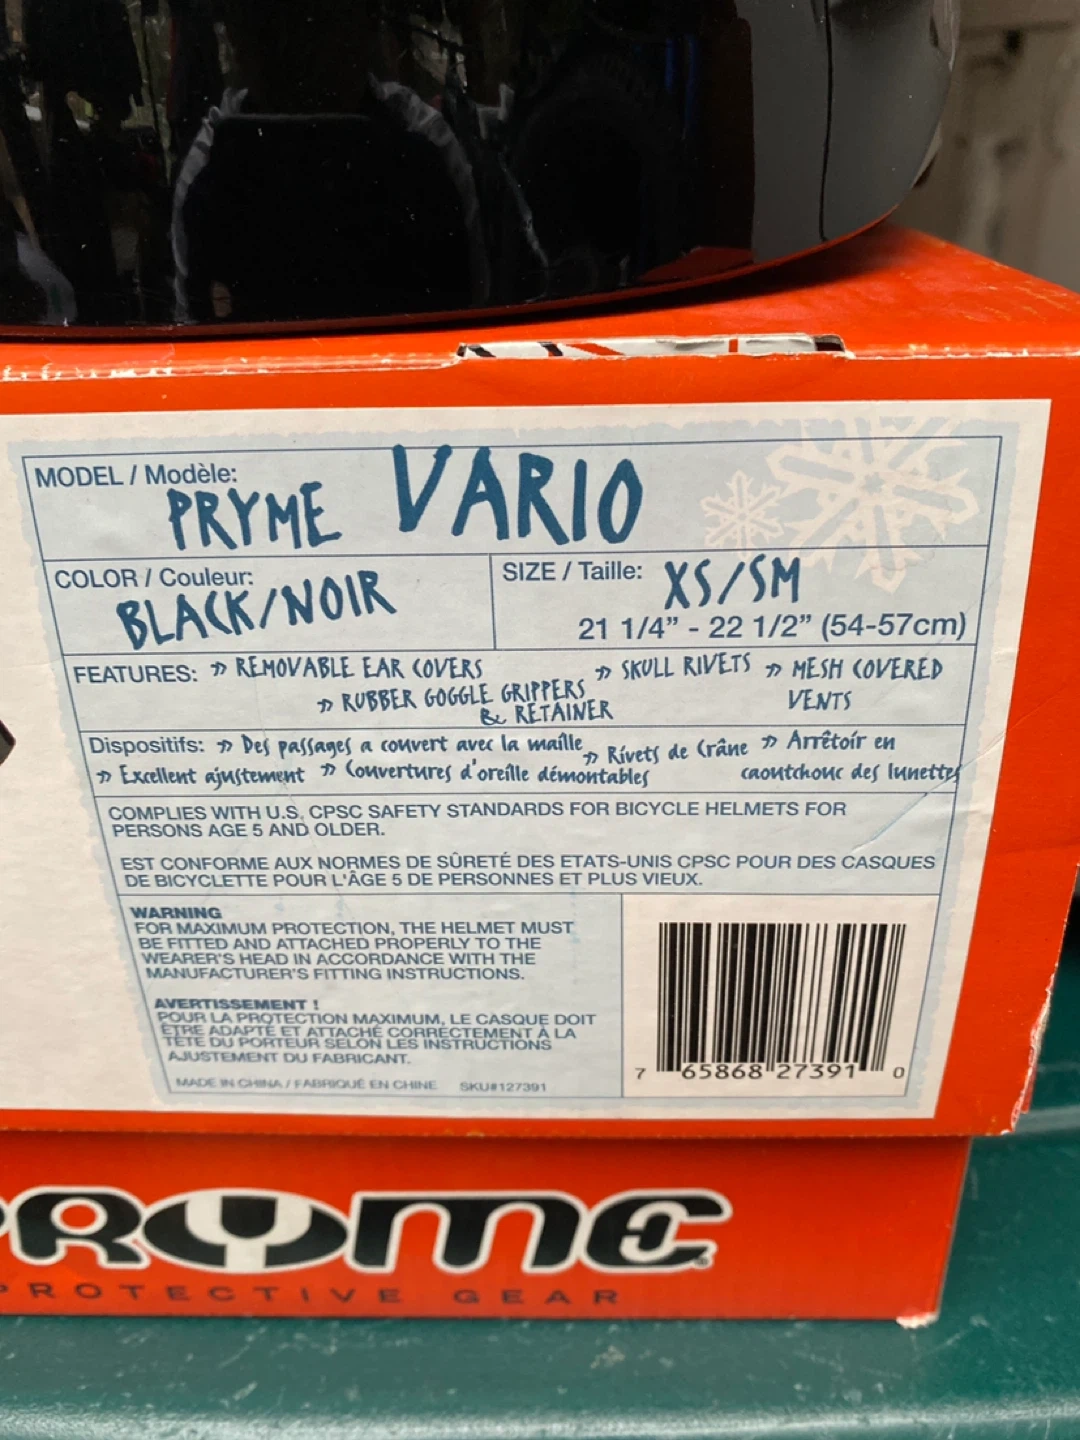 MODEL / Modèle:
PRYME VARIO
COLOR / Couleur:
BLACK/NOIR
SIZE / Taille: XS/SM
21 1/4” - 22 1/2” (54-57cm)
FEATURES: » REMOVABLE EAR COVERS » SKULL RIVETS » MESH COVERED
» RUBBER GOGGLE GRIPPERS VENTS
& RETAINER
Dispositifs: » Des passages a couvert avec la maille » Rivets de Crâne » Arrêtoir en
» Excellent ajustement » Couvertures d'oreille démontables caoutchouc des lunettes
COMPLIES WITH U.S. CPSC SAFETY STANDARDS FOR BICYCLE HELMETS FOR
PERSONS AGE 5 AND OLDER.
EST CONFORME AUX NORMES DE SÛRETÉ DES ETATS-UNIS CPSC POUR DES CASQUES
DE BICYCLETTE POUR L'ÂGE 5 DE PERSONNES ET PLUS VIEUX.
WARNING
FOR MAXIMUM PROTECTION, THE HELMET MUST
BE FITTED AND ATTACHED PROPERLY TO THE
WEARER'S HEAD IN ACCORDANCE WITH THE
MANUFACTURER'S FITTING INSTRUCTIONS.
AVERTISSEMENT !
POUR LA PROTECTION MAXIMUM, LE CASQUE DOIT
ÊTRE ADAPTÉ ET ATTACHÉ CORRECTEMENT À LA
TÊTE DU PORTEUR SELON LES INSTRUCTIONS
AJUSTEMENT DU FABRICANT.
MADE IN CHINA / FABRIQUÉ EN CHINE SKU#127391
7 65868 27391 0
PRYME
PROTECTIVE GEAR